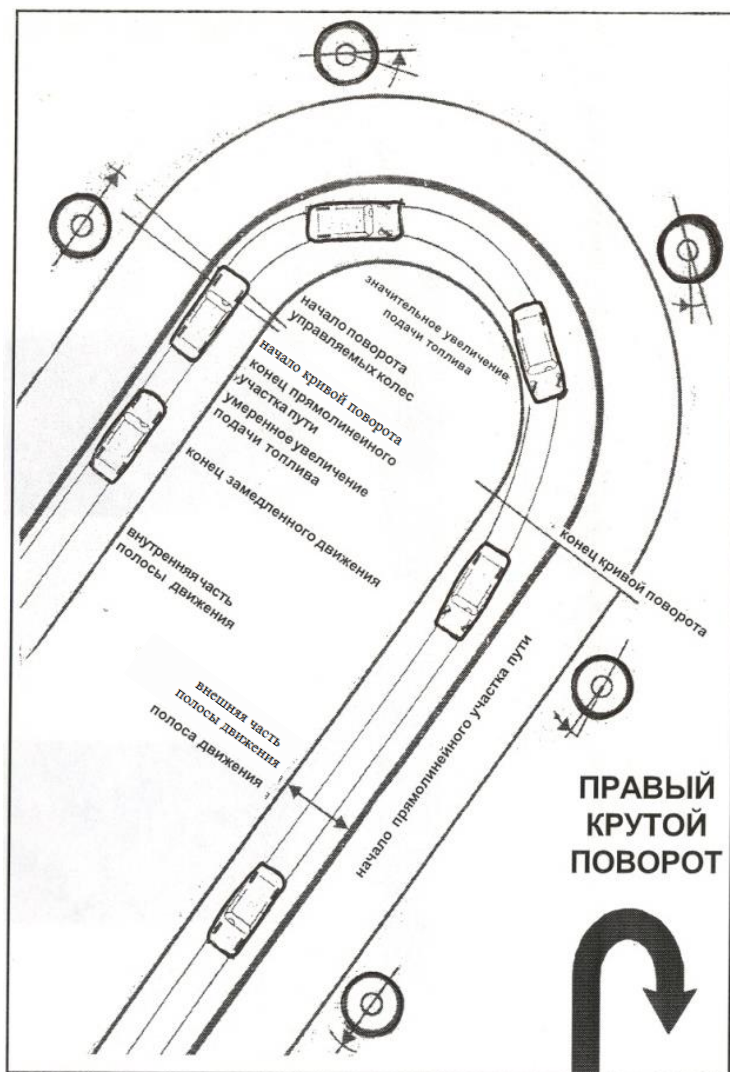 значительное увеличение
подачи топлива
начало поворота
управляемых колес
начало кривой поворота
конец прямолинейного
участка пути
умеренное увеличение
подачи топлива
конец замедленного движения
внутренняя часть
полосы движения
конец кривой поворота
внешняя часть
полосы движения
полоса движения
начало прямолинейного участка пути
ПРАВЫЙ
КРУТОЙ
ПОВОРОТ